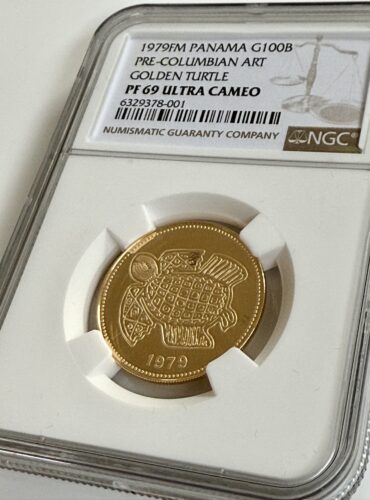 1979FM PANAMA G100B
PRE-COLUMBIAN ART
GOLDEN TURTLE
PF 69 ULTRA CAMEO
6329378-001
NUMISMATIC GUARANTY COMPANY
NGC
1979